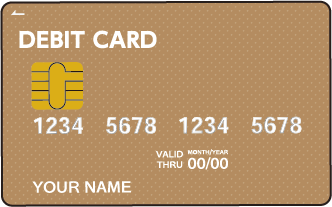 DEBIT CARD
1234 5678 1234 5678
VALID THRU MONTH/YEAR
00/00
YOUR NAME